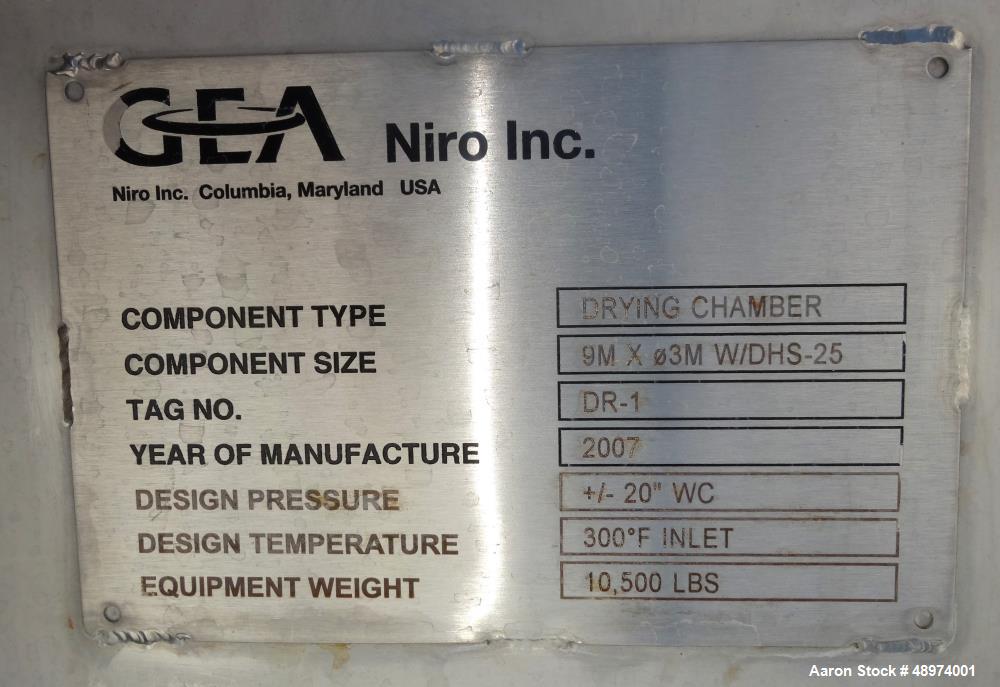 GEA Niro Inc.
Niro Inc. Columbia, Maryland USA
COMPONENT TYPE DRYING CHAMBER
COMPONENT SIZE 9M X ø3M W/DHS-25
TAG NO. DR-1
YEAR OF MANUFACTURE 2007
DESIGN PRESSURE +/- 20" WC
DESIGN TEMPERATURE 300°F INLET
EQUIPMENT WEIGHT 10,500 LBS
Aaron Stock # 48974001